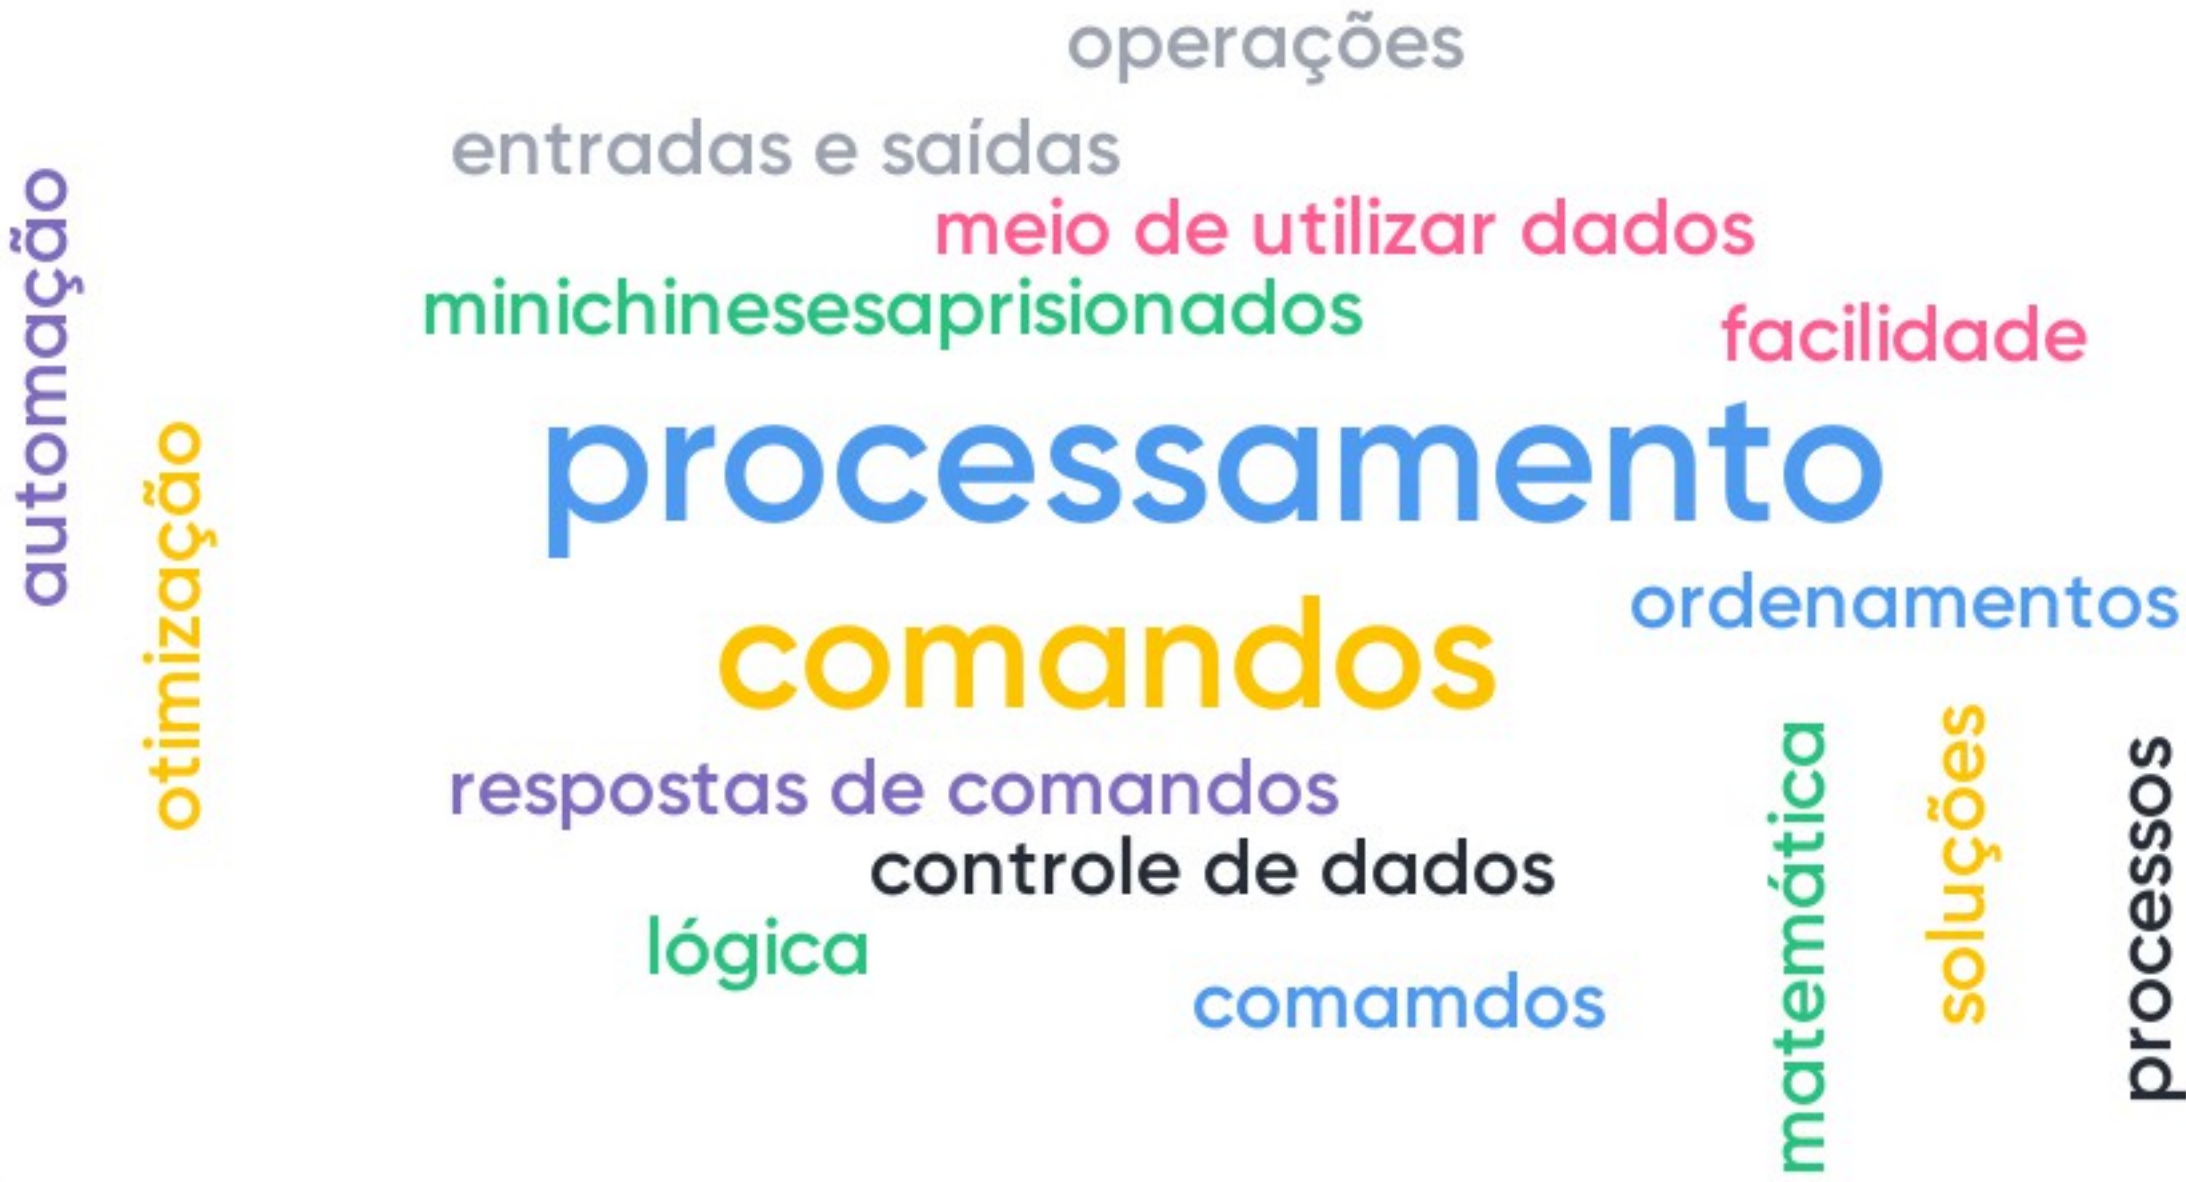 operações
entradas e saídas
meio de utilizar dados
minichinesesaprisionados
facilidade
automação
processamento
otimização
ordenamentos
comandos
respostas de comandos
controle de dados
lógica
comamdos
matemática
soluções
processos